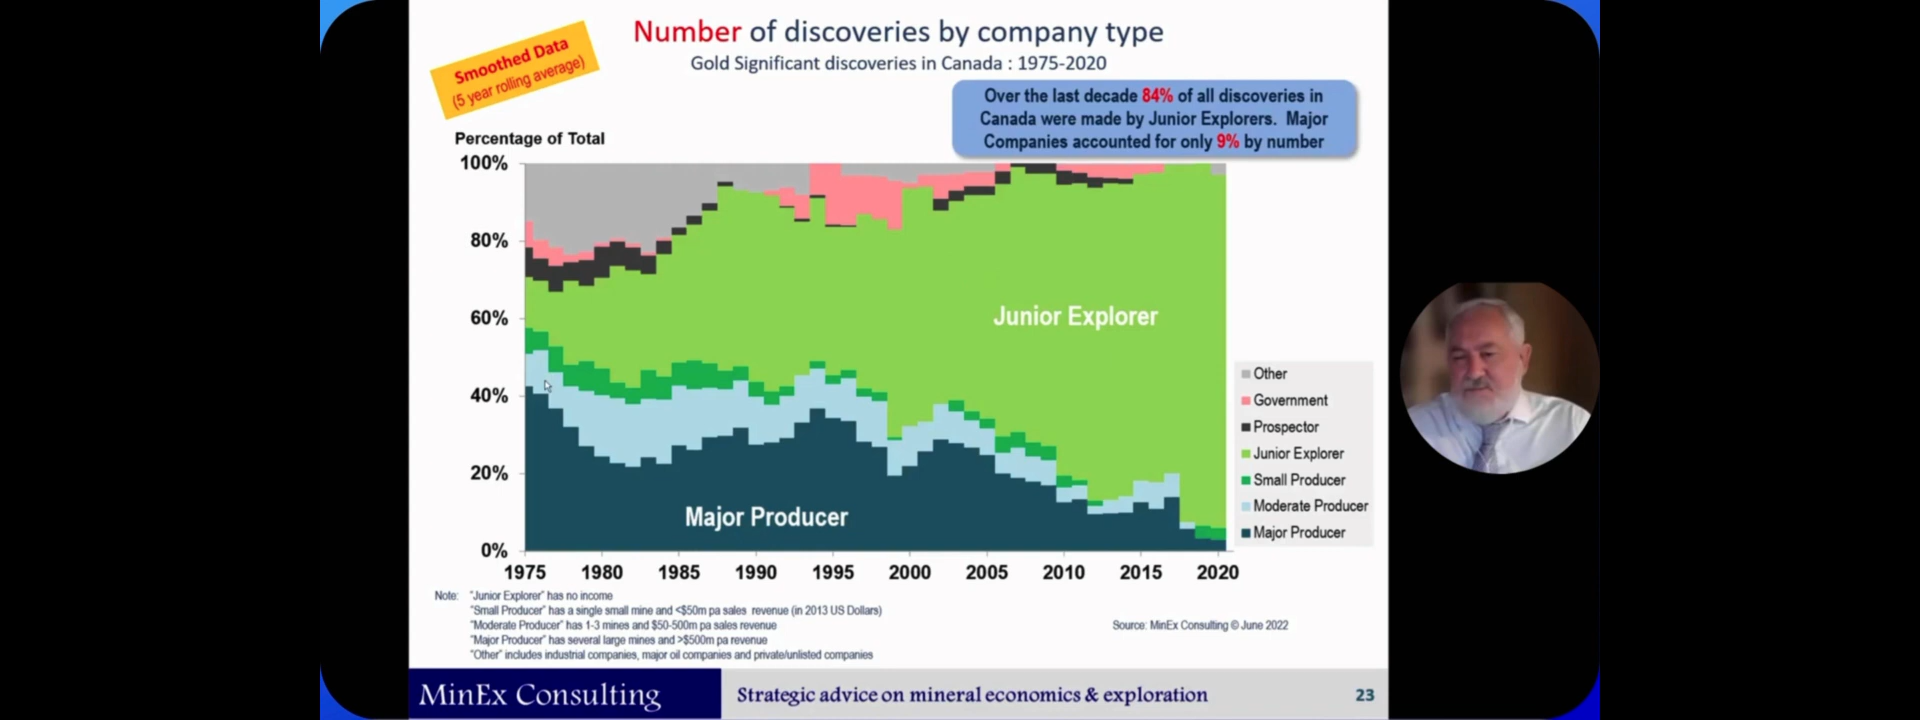 Number of discoveries by company type
Gold Significant discoveries in Canada : 1975-2020
Smoothed Data
(5 year rolling average)
Over the last decade 84% of all discoveries in
Canada were made by Junior Explorers. Major
Companies accounted for only 9% by number
Percentage of Total
100%
80%
60%
40%
20%
0%
Junior Explorer
Major Producer
1975 1980 1985 1990 1995 2000 2005 2010 2015 2020
Other
Government
Prospector
Junior Explorer
Small Producer
Moderate Producer
Major Producer
Note: "Junior Explorer" has no income
"Small Producer" has a single small mine and <$50m pa sales revenue (in 2013 US Dollars)
"Moderate Producer" has 1-3 mines and $50-500m pa sales revenue
"Major Producer" has several large mines and >$500m pa revenue
"Other" includes industrial companies, major oil companies and private/unlisted companies
Source: MinEx Consulting © June 2022
MinEx Consulting
Strategic advice on mineral economics & exploration
23